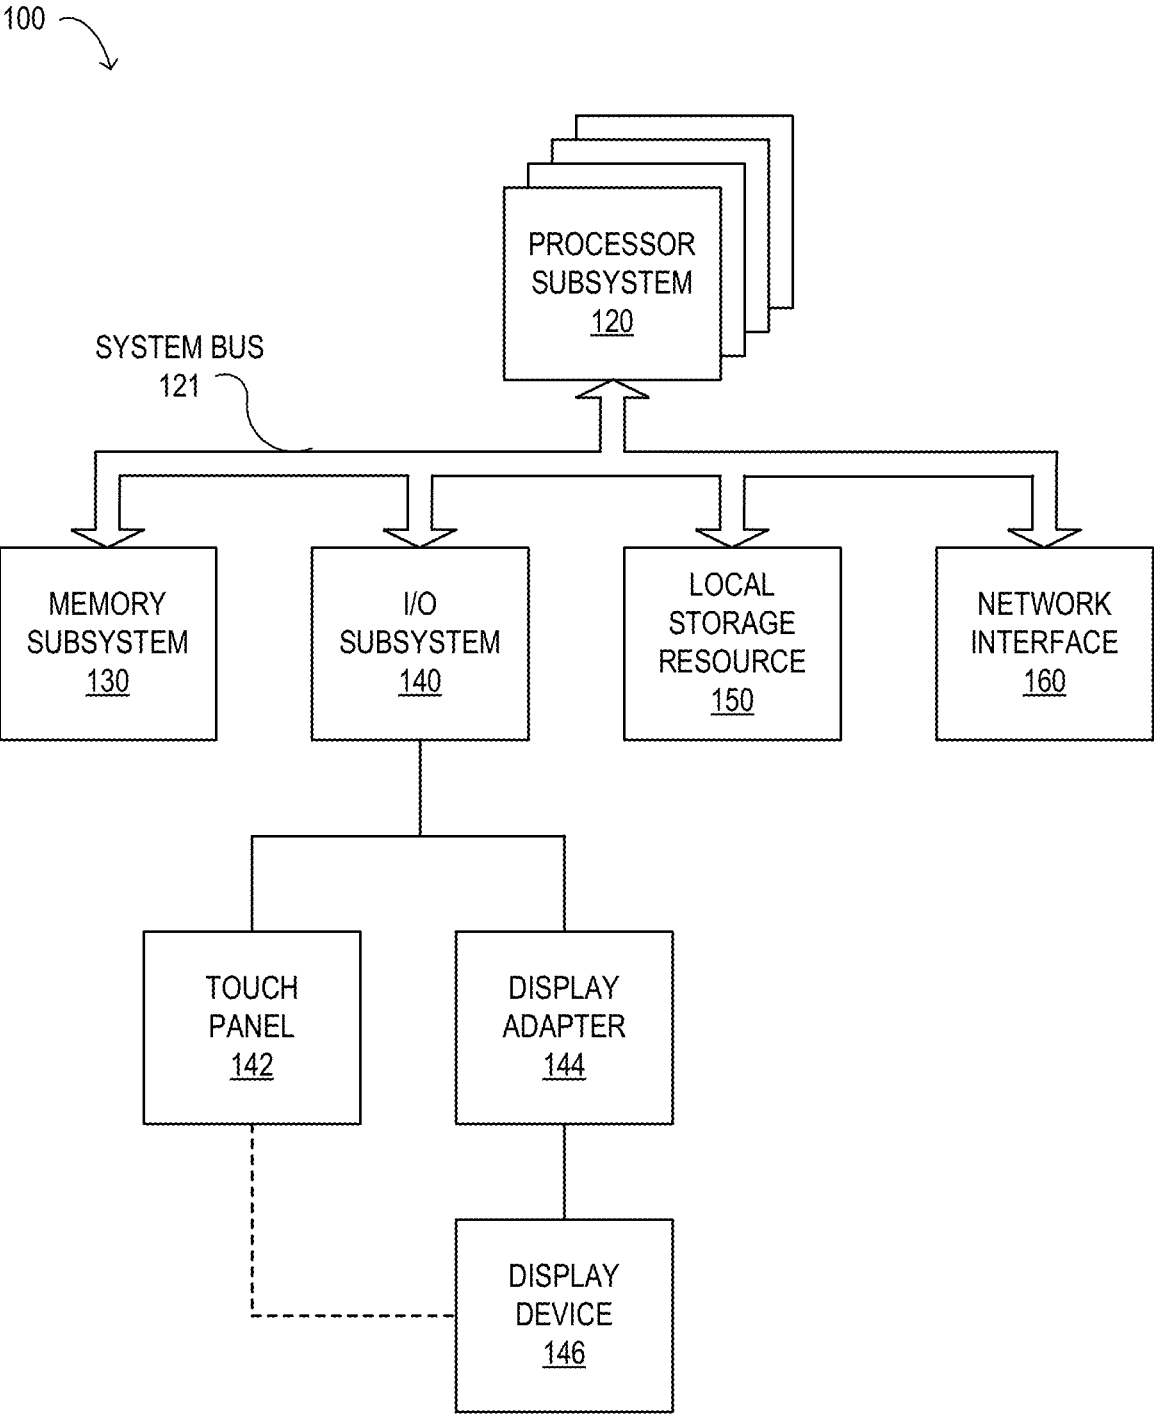 100
PROCESSOR
SUBSYSTEM
120
SYSTEM BUS
121
MEMORY
SUBSYSTEM
130
I/O
SUBSYSTEM
140
LOCAL
STORAGE
RESOURCE
150
NETWORK
INTERFACE
160
TOUCH
PANEL
142
DISPLAY
ADAPTER
144
DISPLAY
DEVICE
146